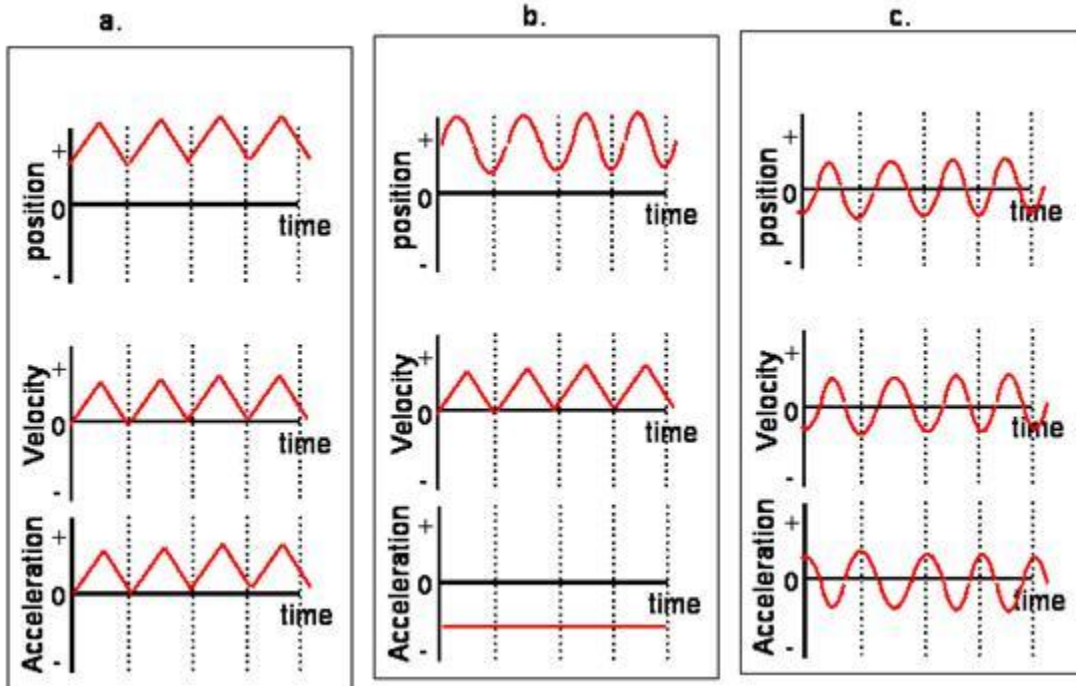 a.
b.
c.
position
+
0
-
time
position
+
0
-
time
position
+
0
-
time
Velocity
+
0
-
time
Velocity
+
0
-
time
Velocity
+
0
-
time
Acceleration
+
0
-
time
Acceleration
+
0
-
time
Acceleration
+
0
-
time